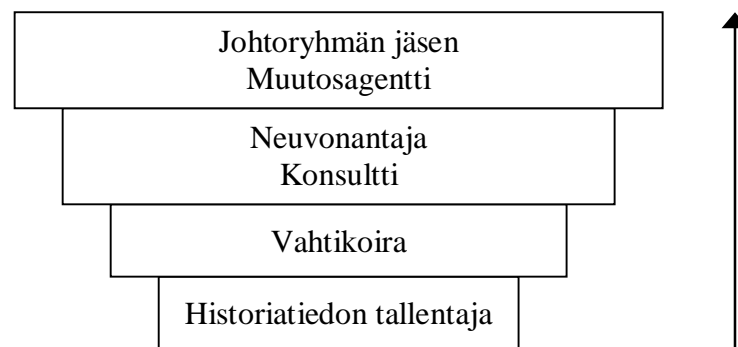 Johtoryhmän jäsen
Muutosagentti
Neuvonantaja
Konsultti
Vahtikoira
Historiatiedon tallentaja